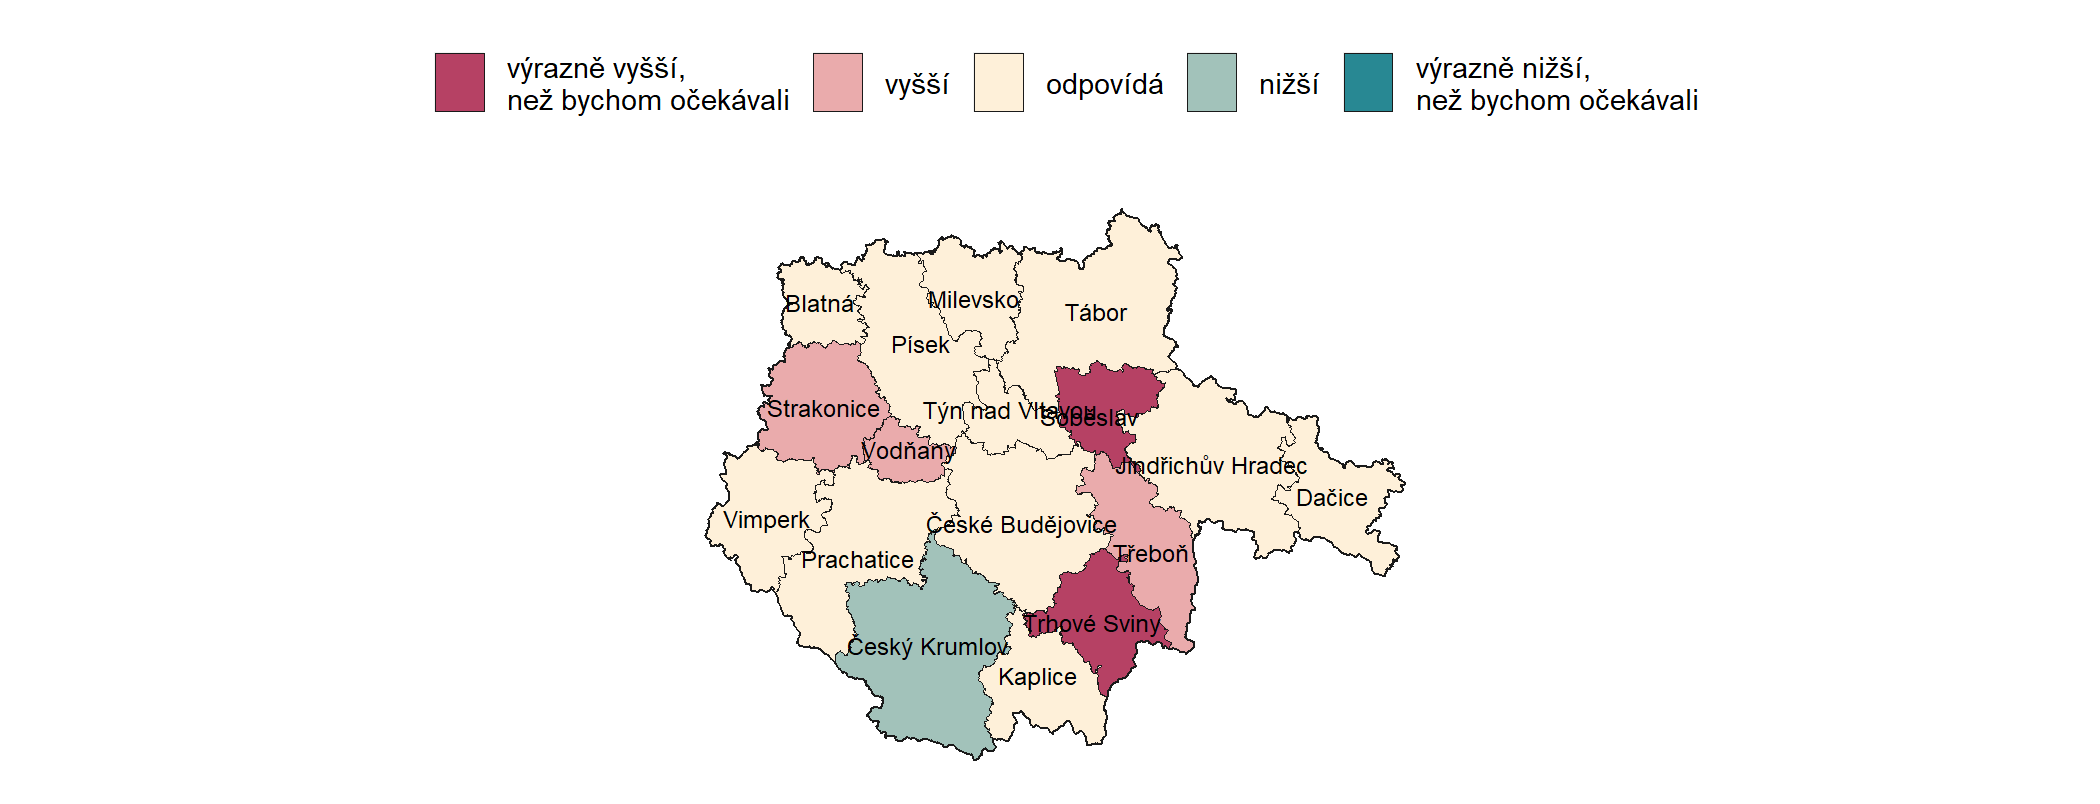 výrazně vyšší,
než bychom očekávali
vyšší
odpovídá
nižší
výrazně nižší,
než bychom očekávali
Blatná
Milevsko
Tábor
Písek
Strakonice
Týn nad Vltavou
Soběslav
Vodňany
Jindřichův Hradec
Dačice
Vimperk
České Budějovice
Třeboň
Prachatice
Trhové Sviny
Český Krumlov
Kaplice